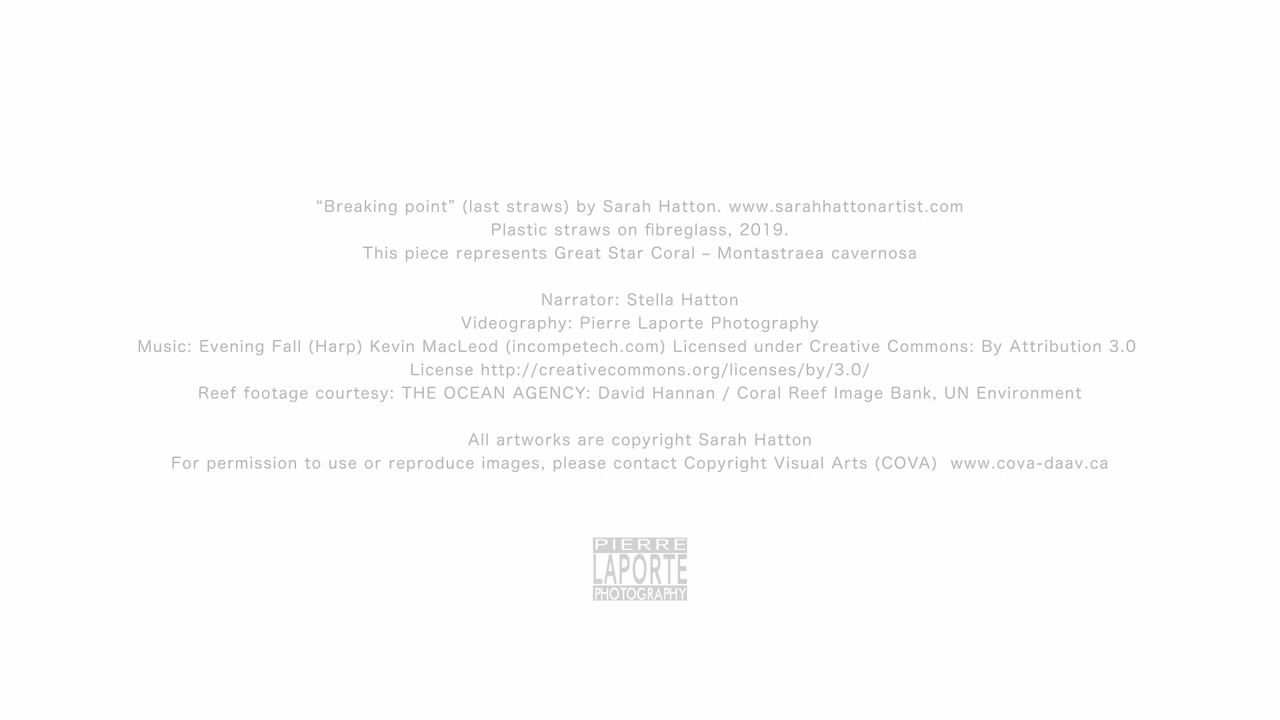 “Breaking point” (last straws) by Sarah Hatton. www.sarahhattonartist.com
Plastic straws on fibreglass, 2019.
This piece represents Great Star Coral – Montastraea cavernosa
Narrator: Stella Hatton
Videography: Pierre Laporte Photography
Music: Evening Fall (Harp) Kevin MacLeod (incompetech.com) Licensed under Creative Commons: By Attribution 3.0
License http://creativecommons.org/licenses/by/3.0/
Reef footage courtesy: THE OCEAN AGENCY: David Hannan / Coral Reef Image Bank, UN Environment
All artworks are copyright Sarah Hatton
For permission to use or reproduce images, please contact Copyright Visual Arts (COVA)  www.cova-daav.ca
PIERRE
LAPORTE
PHOTOGRAPHY